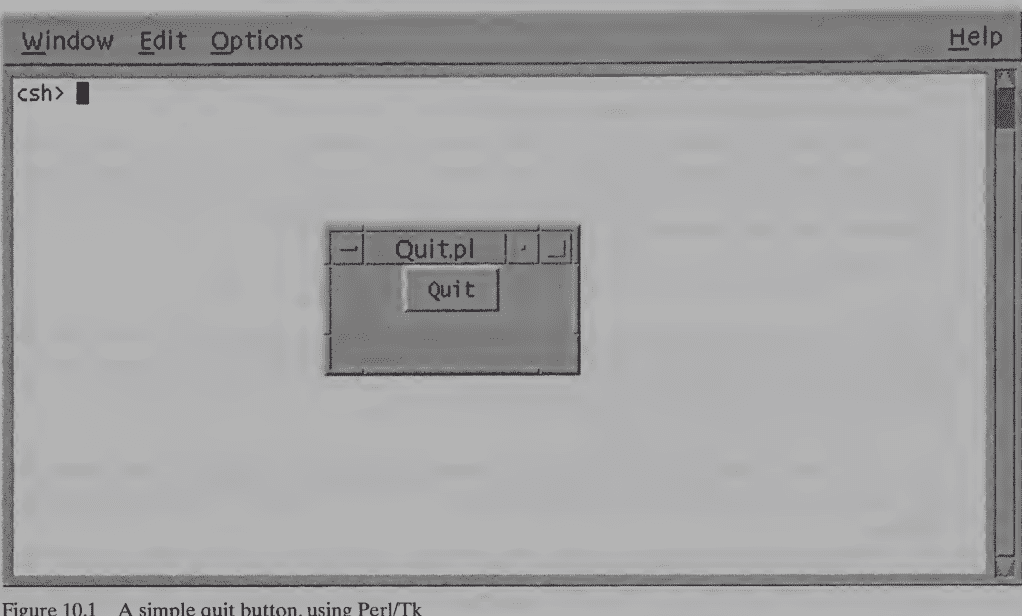 Window Edit Options Help
csh>
Quit.pl
Quit
Figure 10.1 A simple quit button, using Perl/Tk